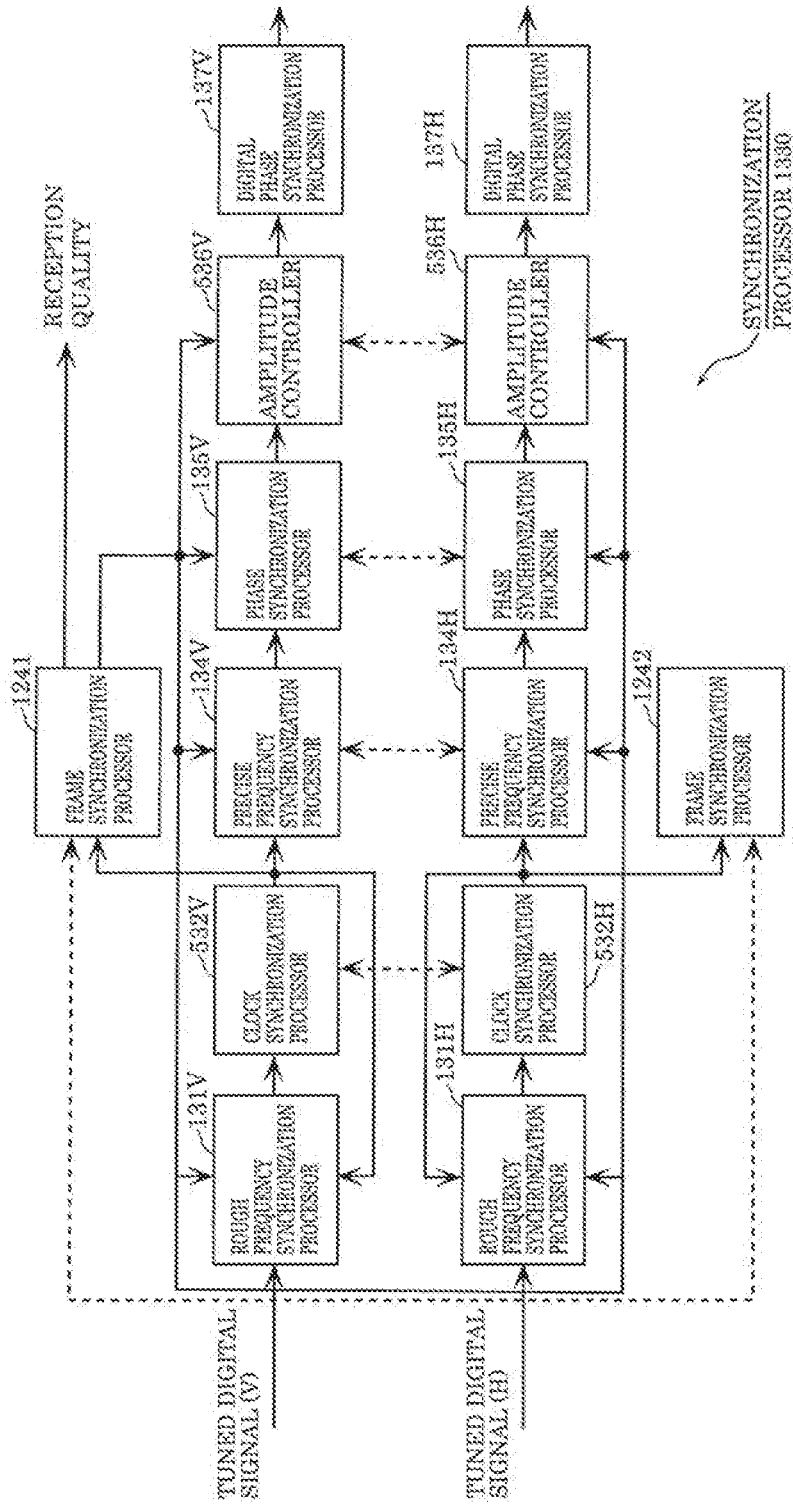 RECEPTION
QUALITY
1241
FRAME
SYNCHRONIZATION
PROCESSOR
TUNED DIGITAL
SIGNAL (V)
131V
ROUGH
FREQUENCY
SYNCHRONIZATION
PROCESSOR
532V
CLOCK
SYNCHRONIZATION
PROCESSOR
134V
PRECISE
FREQUENCY
SYNCHRONIZATION
PROCESSOR
135V
PHASE
SYNCHRONIZATION
PROCESSOR
536V
AMPLITUDE
CONTROLLER
137V
DIGITAL
PHASE
SYNCHRONIZATION
PROCESSOR
TUNED DIGITAL
SIGNAL (H)
131H
ROUGH
FREQUENCY
SYNCHRONIZATION
PROCESSOR
532H
CLOCK
SYNCHRONIZATION
PROCESSOR
134H
PRECISE
FREQUENCY
SYNCHRONIZATION
PROCESSOR
135H
PHASE
SYNCHRONIZATION
PROCESSOR
536H
AMPLITUDE
CONTROLLER
137H
DIGITAL
PHASE
SYNCHRONIZATION
PROCESSOR
1242
FRAME
SYNCHRONIZATION
PROCESSOR
SYNCHRONIZATION
PROCESSOR 1330